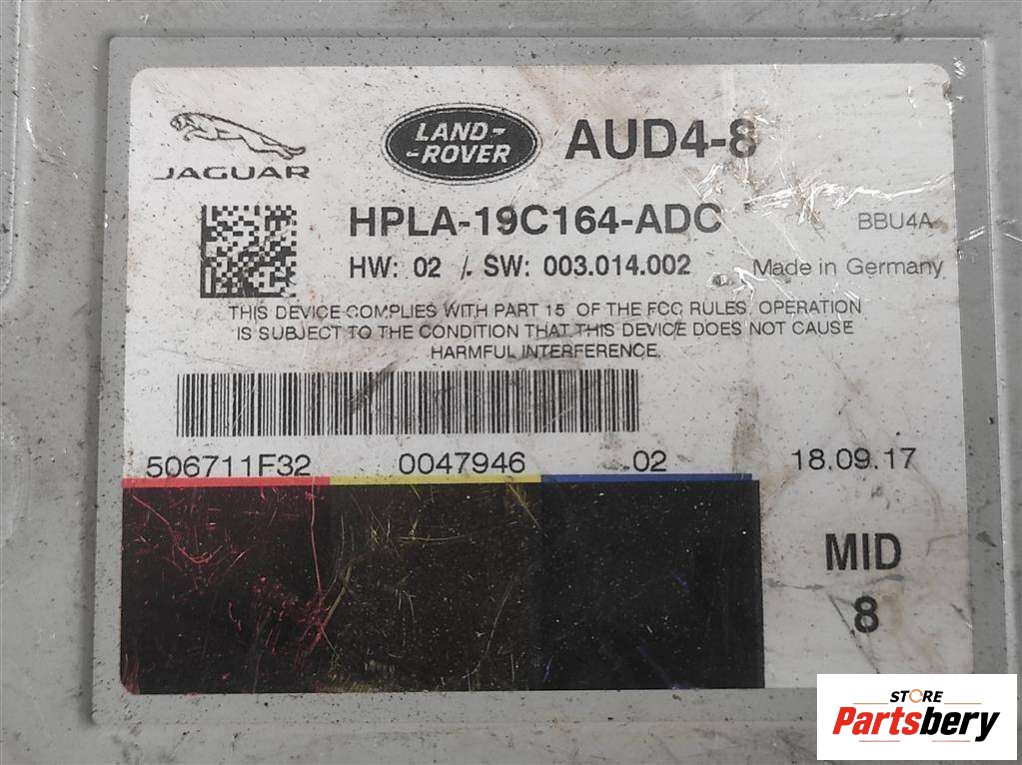 JAGUAR
LAND-
-ROVER
AUD4-8
HPLA-19C164-ADC
BBU4A
HW: 02 / SW: 003.014.002
Made in Germany
THIS DEVICE COMPLIES WITH PART 15 OF THE FCC RULES. OPERATION
IS SUBJECT TO THE CONDITION THAT THIS DEVICE DOES NOT CAUSE
HARMFUL INTERFERENCE.
506711F32 0047946 02 18.09.17
MID
8
STORE
Partsbery